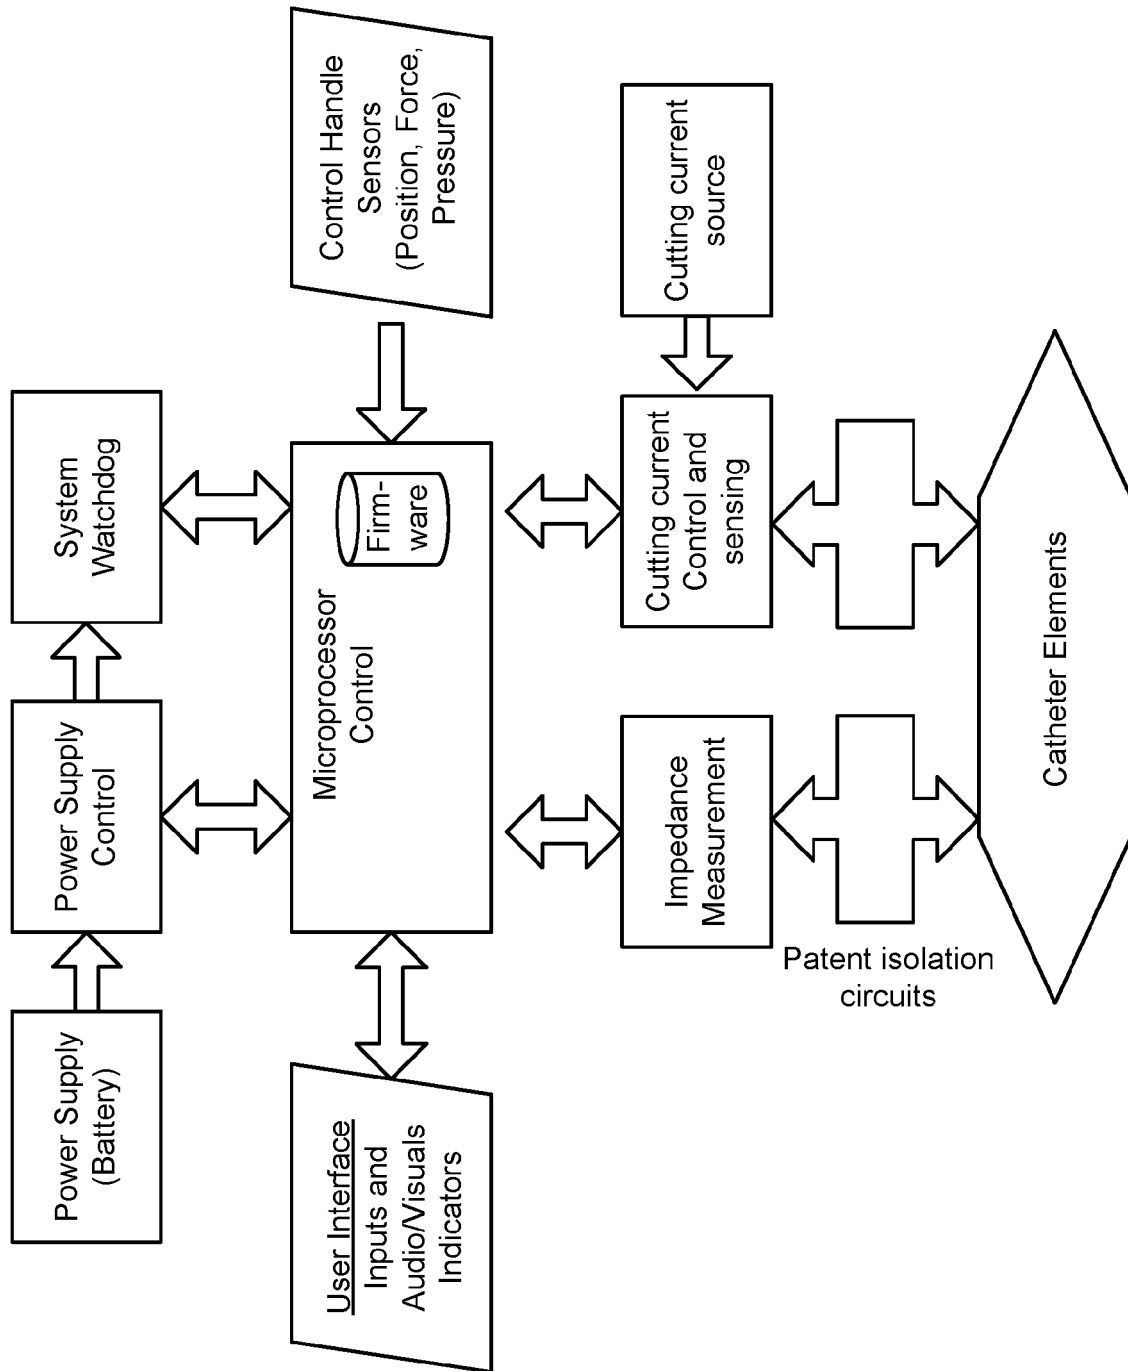 Power Supply
(Battery)
Power Supply
Control
System
Watchdog
User Interface
Inputs and
Audio/Visuals
Indicators
Microprocessor
Control
Firm-
ware
Control Handle
Sensors
(Position, Force,
Pressure)
Impedance
Measurement
Cutting current
Control and
sensing
Cutting current
source
Patent isolation
circuits
Catheter Elements